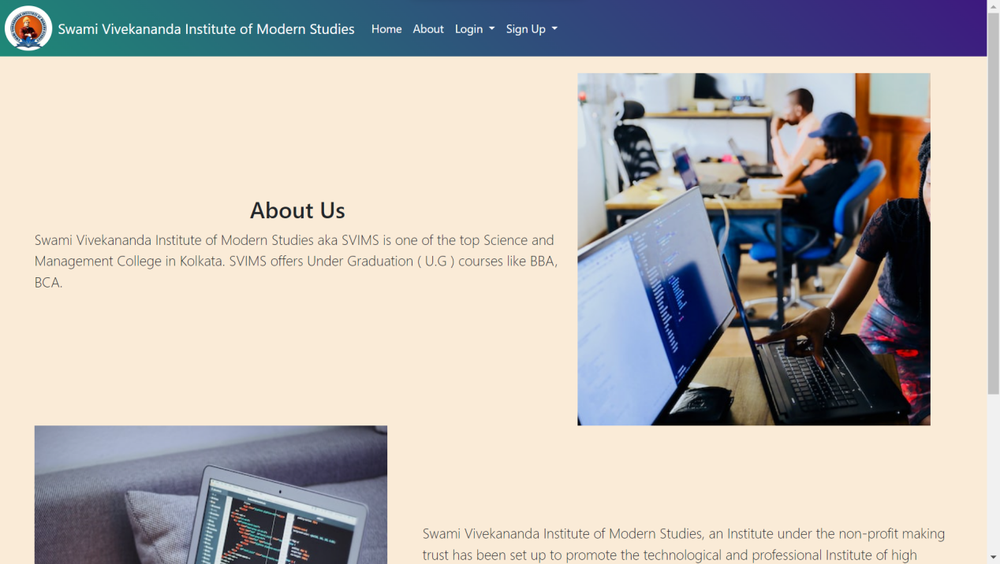 Swami Vivekananda Institute of Modern Studies Home About Login Sign Up
About Us
Swami Vivekananda Institute of Modern Studies aka SVIMS is one of the top Science and
Management College in Kolkata. SVIMS offers Under Graduation ( U.G ) courses like BBA,
BCA.
Swami Vivekananda Institute of Modern Studies, an Institute under the non-profit making
trust has been set up to promote the technological and professional Institute of high